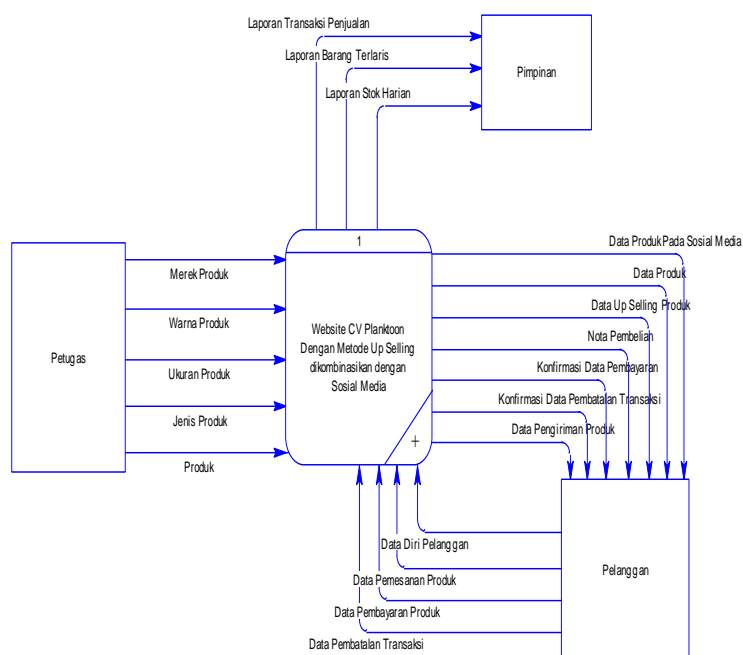 Laporan Transaksi Penjualan
Laporan Barang Terlaris
Laporan Stok Harian
Pimpinan
Petugas
Merek Produk
Warna Produk
Ukuran Produk
Jenis Produk
Produk
1
Website CV Planktoon
Dengan Metode Up Selling
dikombinasikan dengan
Sosial Media
+
Data Produk Pada Sosial Media
Data Produk
Data Up Selling Produk
Nota Pembelian
Konfirmasi Data Pembayaran
Konfirmasi Data Pembatalan Transaksi
Data Pengiriman Produk
Pelanggan
Data Diri Pelanggan
Data Pemesanan Produk
Data Pembayaran Produk
Data Pembatalan Transaksi